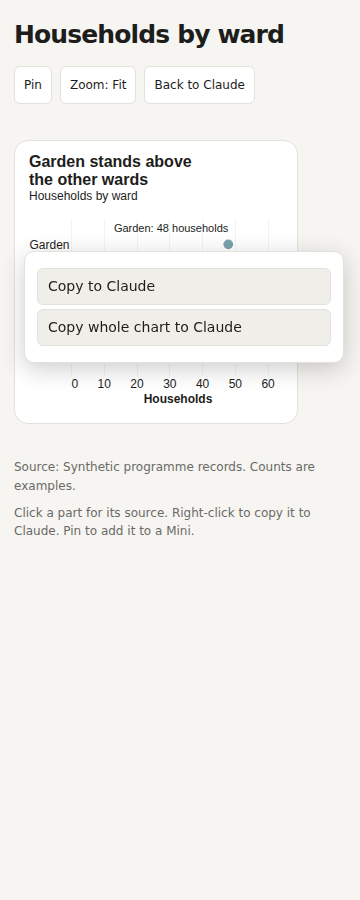 Households by ward
Pin
Zoom: Fit
Back to Claude
Garden stands above
the other wards
Households by ward
Garden: 48 households
Garden
Copy to Claude
Copy whole chart to Claude
0 10 20 30 40 50 60
Households
Source: Synthetic programme records. Counts are
examples.
Click a part for its source. Right-click to copy it to
Claude. Pin to add it to a Mini.